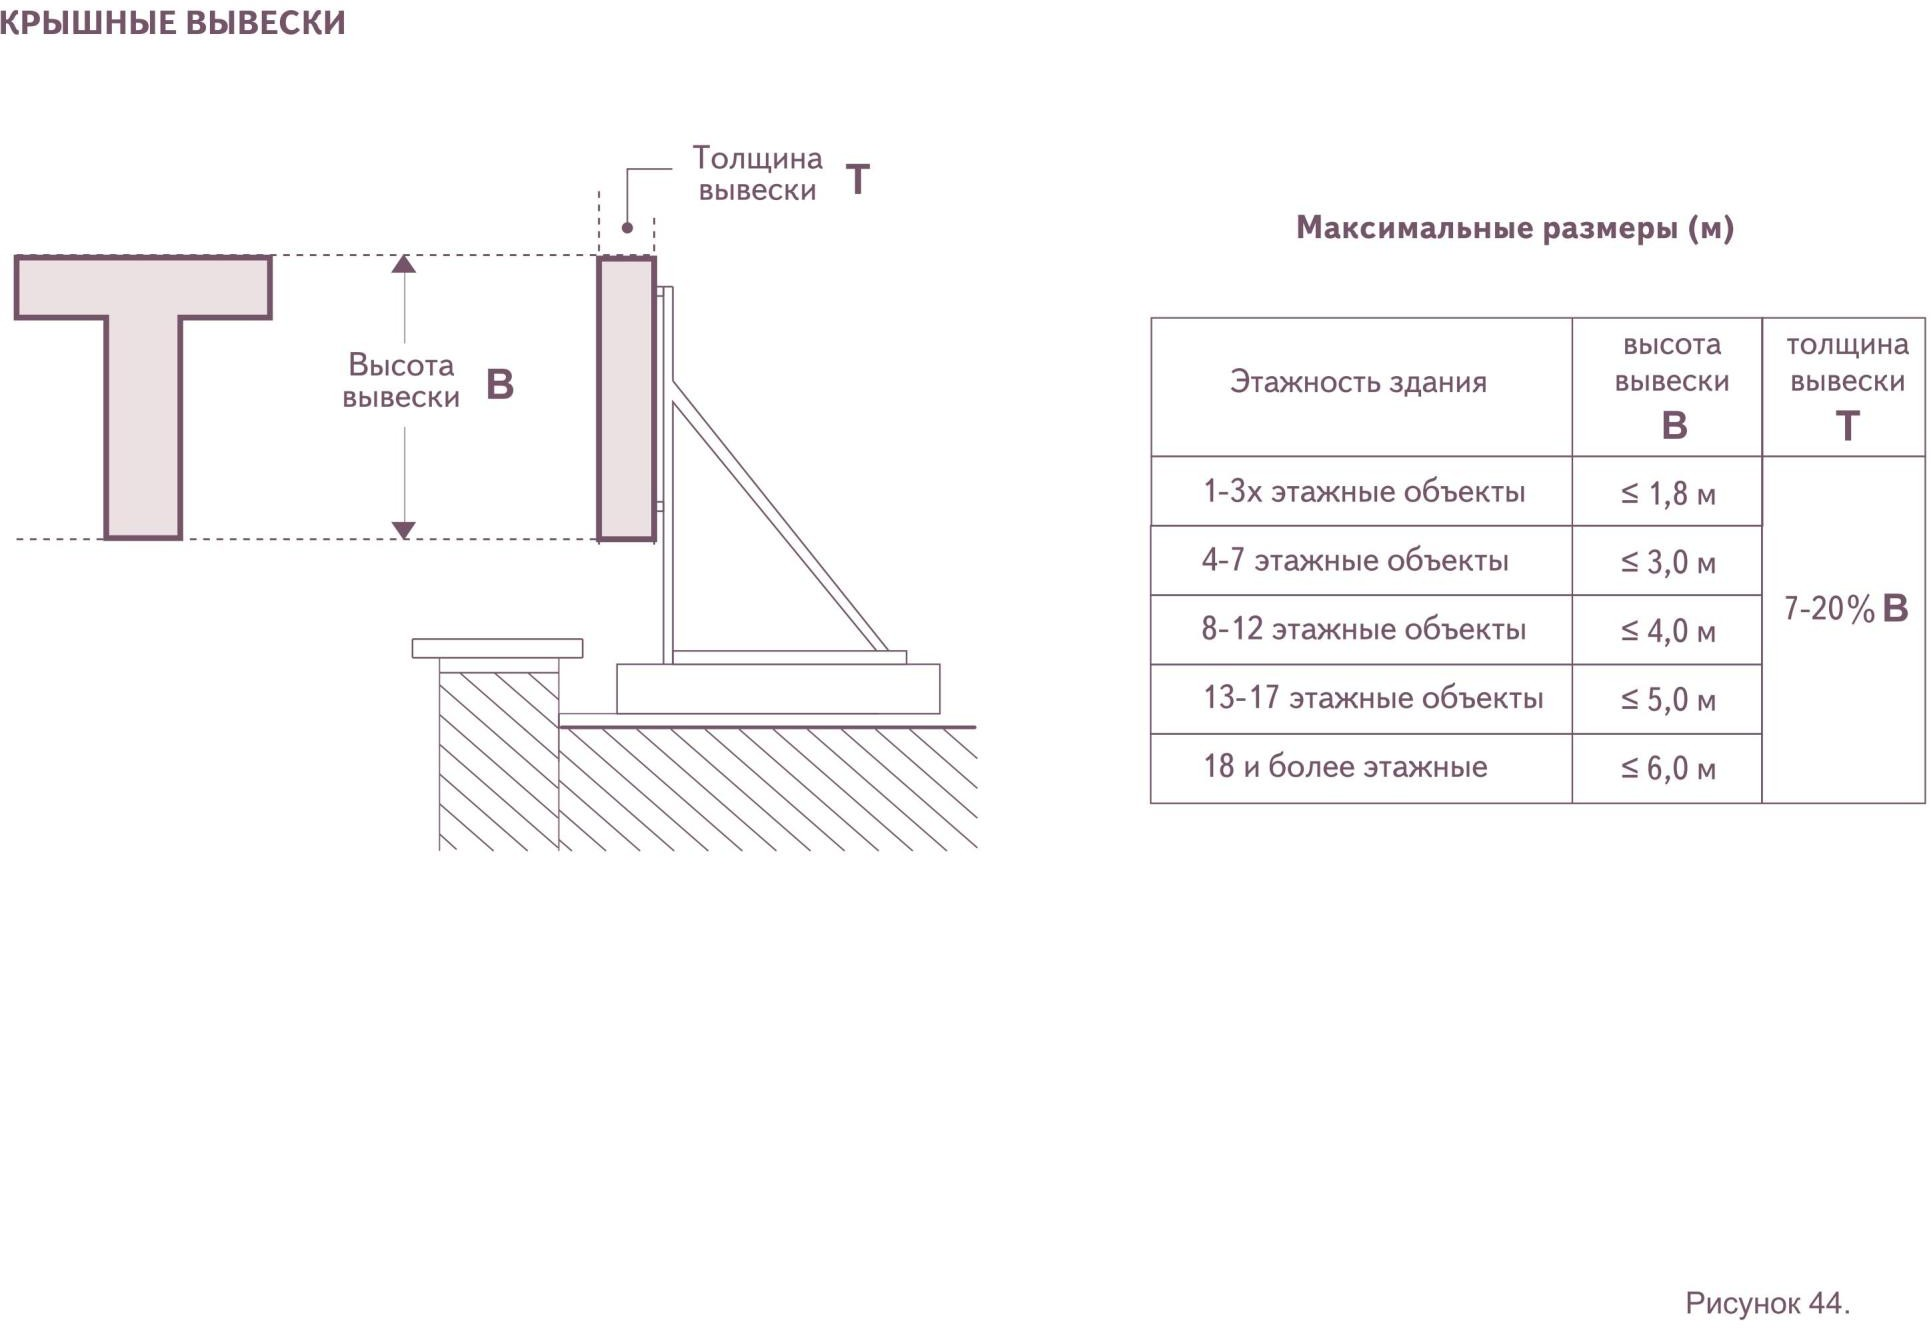 КРЫШНЫЕ ВЫВЕСКИ
Толщина
вывески Т
Высота
вывески В
Максимальные размеры (м)
Этажность здания
высота
вывески
В
толщина
вывески
Т
1-3х этажные объекты ≤ 1,8 м
4-7 этажные объекты ≤ 3,0 м
8-12 этажные объекты ≤ 4,0 м
13-17 этажные объекты ≤ 5,0 м
18 и более этажные ≤ 6,0 м
7-20% В
Рисунок 44.